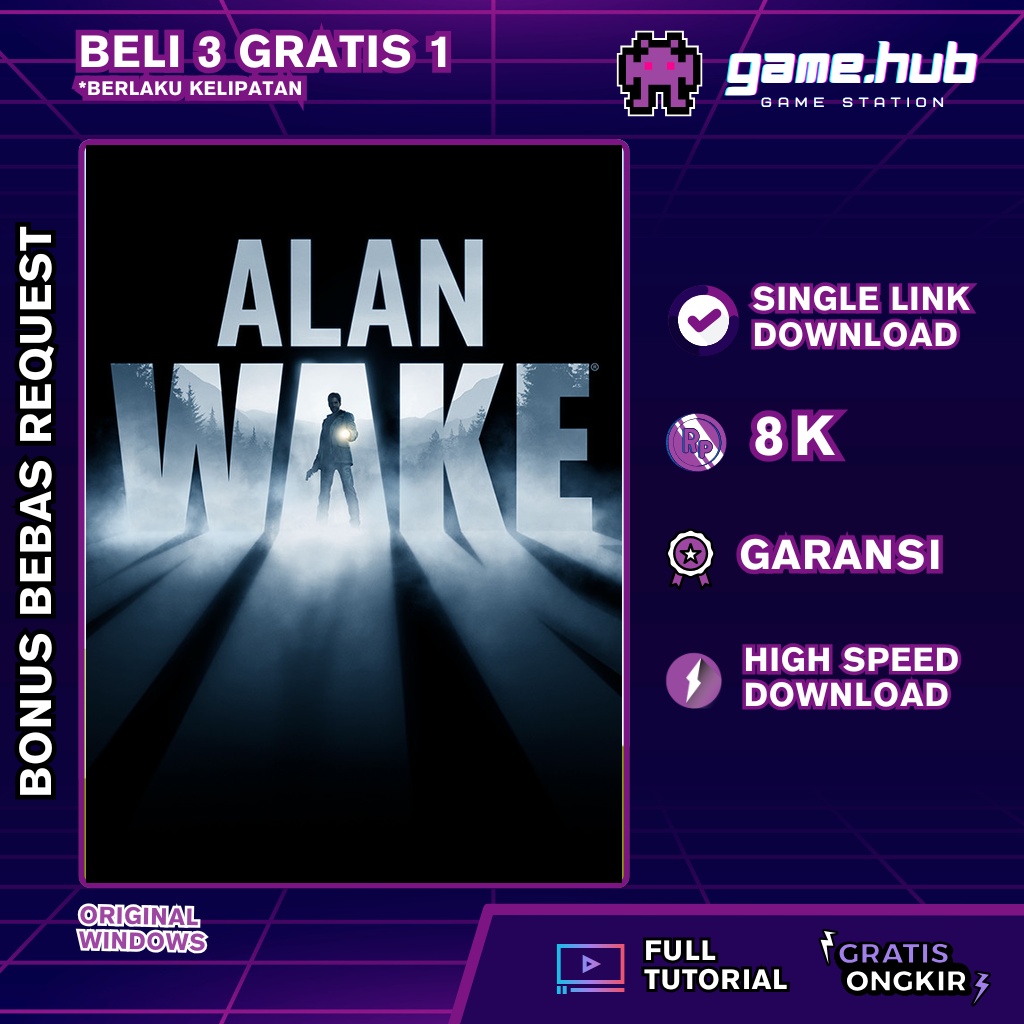 BELI 3 GRATIS 1
*BERLAKU KELIPATAN
game.hub
GAME STATION
BONUS BEBAS REQUEST
ALAN
WAKE®
SINGLE LINK
DOWNLOAD
Rp
8K
GARANSI
HIGH SPEED
DOWNLOAD
ORIGINAL
WINDOWS
FULL
TUTORIAL
GRATIS
ONGKIR